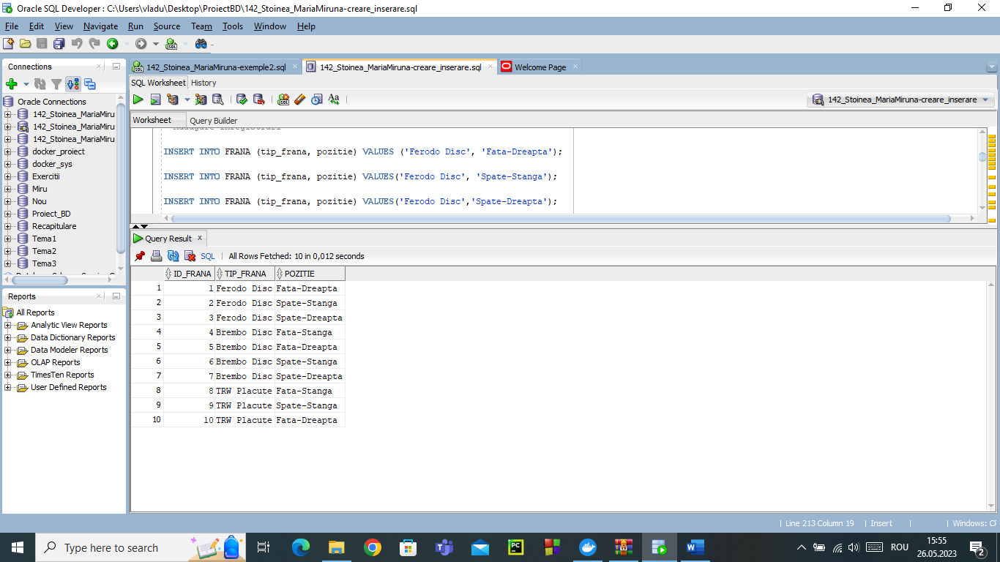 Oracle SQL Developer : C:\Users\vladu\Desktop\ProiectBD\142_Stoinea_MariaMiruna-creare_inserare.sql
File Edit View Navigate Run Source Team Tools Window Help
Connections
Oracle Connections
142_Stoinea_MariaMiru
142_Stoinea_MariaMiru
142_Stoinea_MariaMiru
docker_proiect
docker_sys
Exercitii
Miru
Nou
Proiect_BD
Recapitulare
Tema1
Tema2
Tema3
Reports
All Reports
Analytic View Reports
Data Dictionary Reports
Data Modeler Reports
OLAP Reports
TimesTen Reports
User Defined Reports
142_Stoinea_MariaMiruna-exemple2.sql 142_Stoinea_MariaMiruna-creare_inserare.sql Welcome Page
SQL Worksheet History
142_Stoinea_MariaMiruna-creare_inserare
Worksheet Query Builder
INSERT INTO FRANA (tip_frana, pozitie) VALUES ('Ferodo Disc', 'Fata-Dreapta');
INSERT INTO FRANA (tip_frana, pozitie) VALUES('Ferodo Disc', 'Spate-Stanga');
INSERT INTO FRANA (tip_frana, pozitie) VALUES('Ferodo Disc','Spate-Dreapta');
Query Result x
SQL | All Rows Fetched: 10 in 0,012 seconds
ID_FRANA TIP_FRANA POZITIE
1 1 Ferodo Disc Fata-Dreapta
2 2 Ferodo Disc Spate-Stanga
3 3 Ferodo Disc Spate-Dreapta
4 4 Brembo Disc Fata-Stanga
5 5 Brembo Disc Fata-Dreapta
6 6 Brembo Disc Spate-Stanga
7 7 Brembo Disc Spate-Dreapta
8 8 TRW Placute Fata-Stanga
9 9 TRW Placute Spate-Stanga
10 10 TRW Placute Fata-Dreapta
Line 213 Column 19 | Insert | | Windows: CF
Type here to search
ROU
15:55
26.05.2023
2